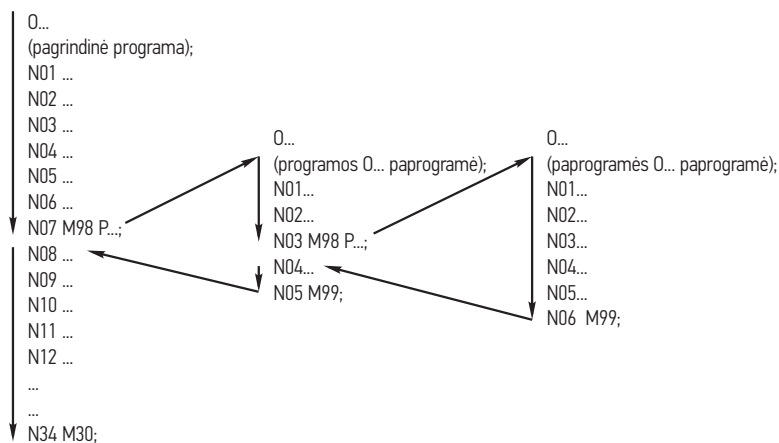 O...
(pagrindinė programa);
N01 ...
N02 ...
N03 ...
N04 ...
N05 ...
N06 ...
N07 M98 P...;
N08 ...
N09 ...
N10 ...
N11 ...
N12 ...
...
...
N34 M30;
O...
(programos O... paprogramė);
N01...
N02...
N03 M98 P...;
N04...
N05 M99;
O...
(paprogramės O... paprogramė);
N01...
N02...
N03...
N04...
N05...
N06 M99;